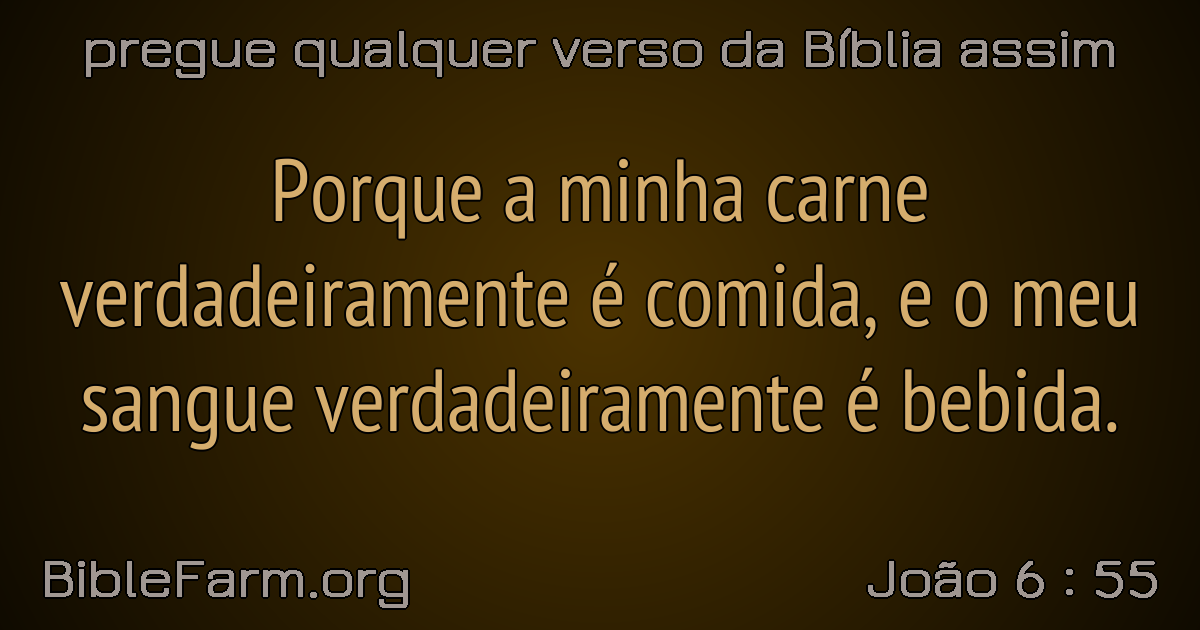 pregue qualquer verso da Bíblia assim
Porque a minha carne
verdadeiramente é comida, e o meu
sangue verdadeiramente é bebida.
BibleFarm.org
João 6 : 55